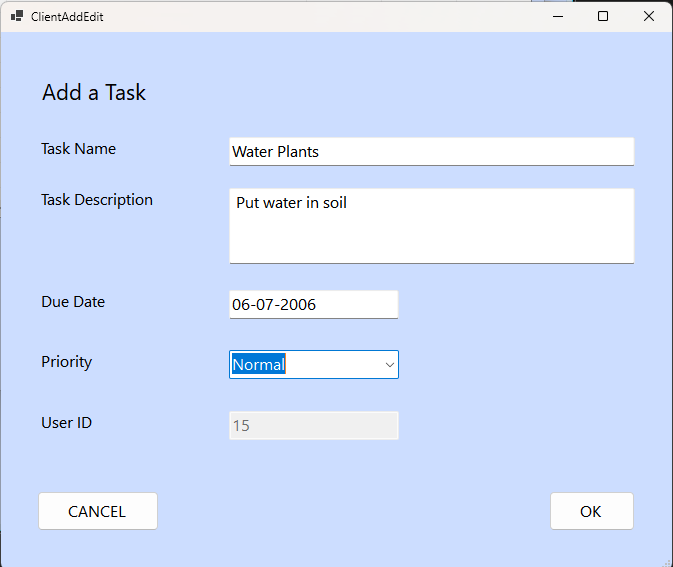 ClientAddEdit
Add a Task
Task Name
Water Plants
Task Description
Put water in soil
Due Date
06-07-2006
Priority
Normal
User ID
15
CANCEL
OK